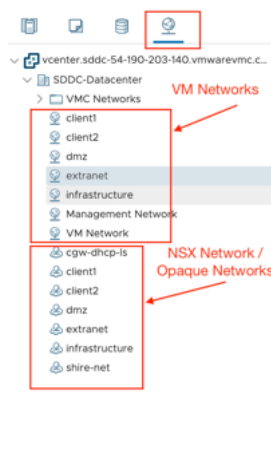 vcenter.sddc-54-190-203-140.vmwarevmc.c...
SDDC-Datacenter
VMC Networks
VM Networks
client1
client2
dmz
extranet
infrastructure
Management Network
VM Network
cgw-dhcp-ls
NSX Network /
Opaque Networks
client1
client2
dmz
extranet
infrastructure
shire-net